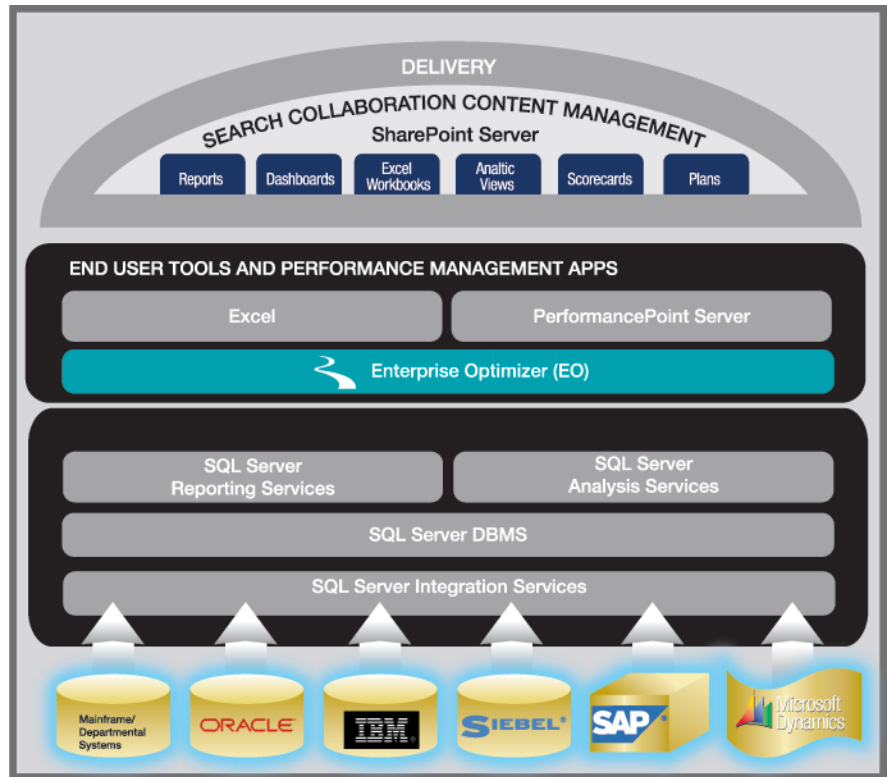 DELIVERY
SEARCH COLLABORATION CONTENT MANAGEMENT
SharePoint Server
Reports
Dashboards
Excel
Workbooks
Analtic
Views
Scorecards
Plans
END USER TOOLS AND PERFORMANCE MANAGEMENT APPS
Excel
PerformancePoint Server
Enterprise Optimizer (EO)
SQL Server
Reporting Services
SQL Server
Analysis Services
SQL Server DBMS
SQL Server Integration Services
Mainframe/
Departmental
Systems
ORACLE
IBM
SIEBEL
SAP
Microsoft
Dynamics